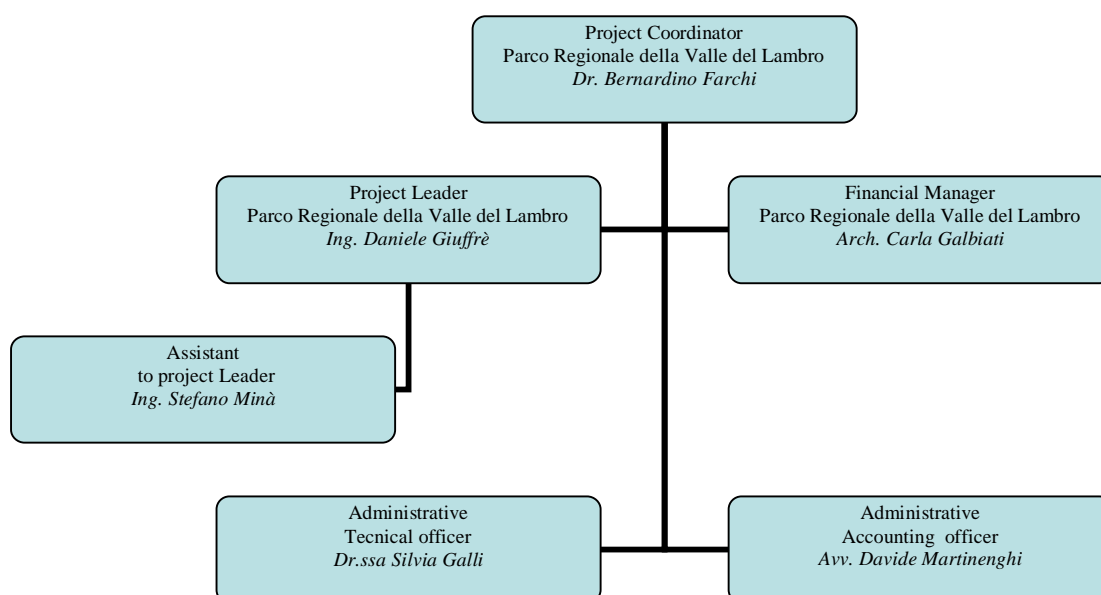 Project Coordinator
Parco Regionale della Valle del Lambro
Dr. Bernardino Farchi
Project Leader
Parco Regionale della Valle del Lambro
Ing. Daniele Giuffrè
Financial Manager
Parco Regionale della Valle del Lambro
Arch. Carla Galbiati
Assistant
to project Leader
Ing. Stefano Minà
Administrative
Tecnical officer
Dr.ssa Silvia Galli
Administrative
Accounting officer
Avv. Davide Martinenghi